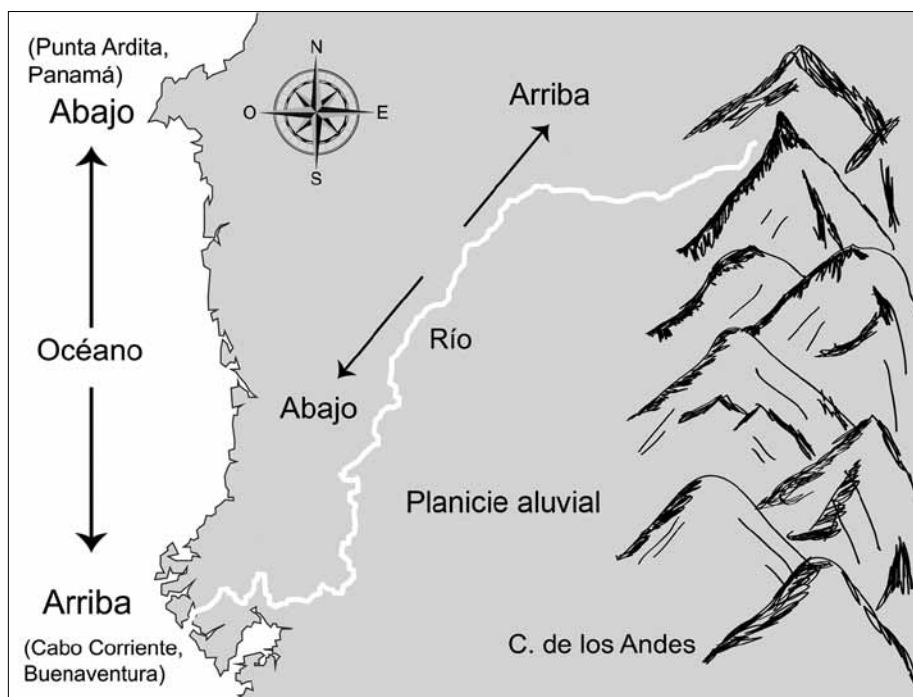 (Punta Ardita,
Panamá)
Abajo
N
O
E
S
Arriba
Océano
Río
Abajo
Planicie aluvial
Arriba
(Cabo Corriente,
Buenaventura)
C. de los Andes